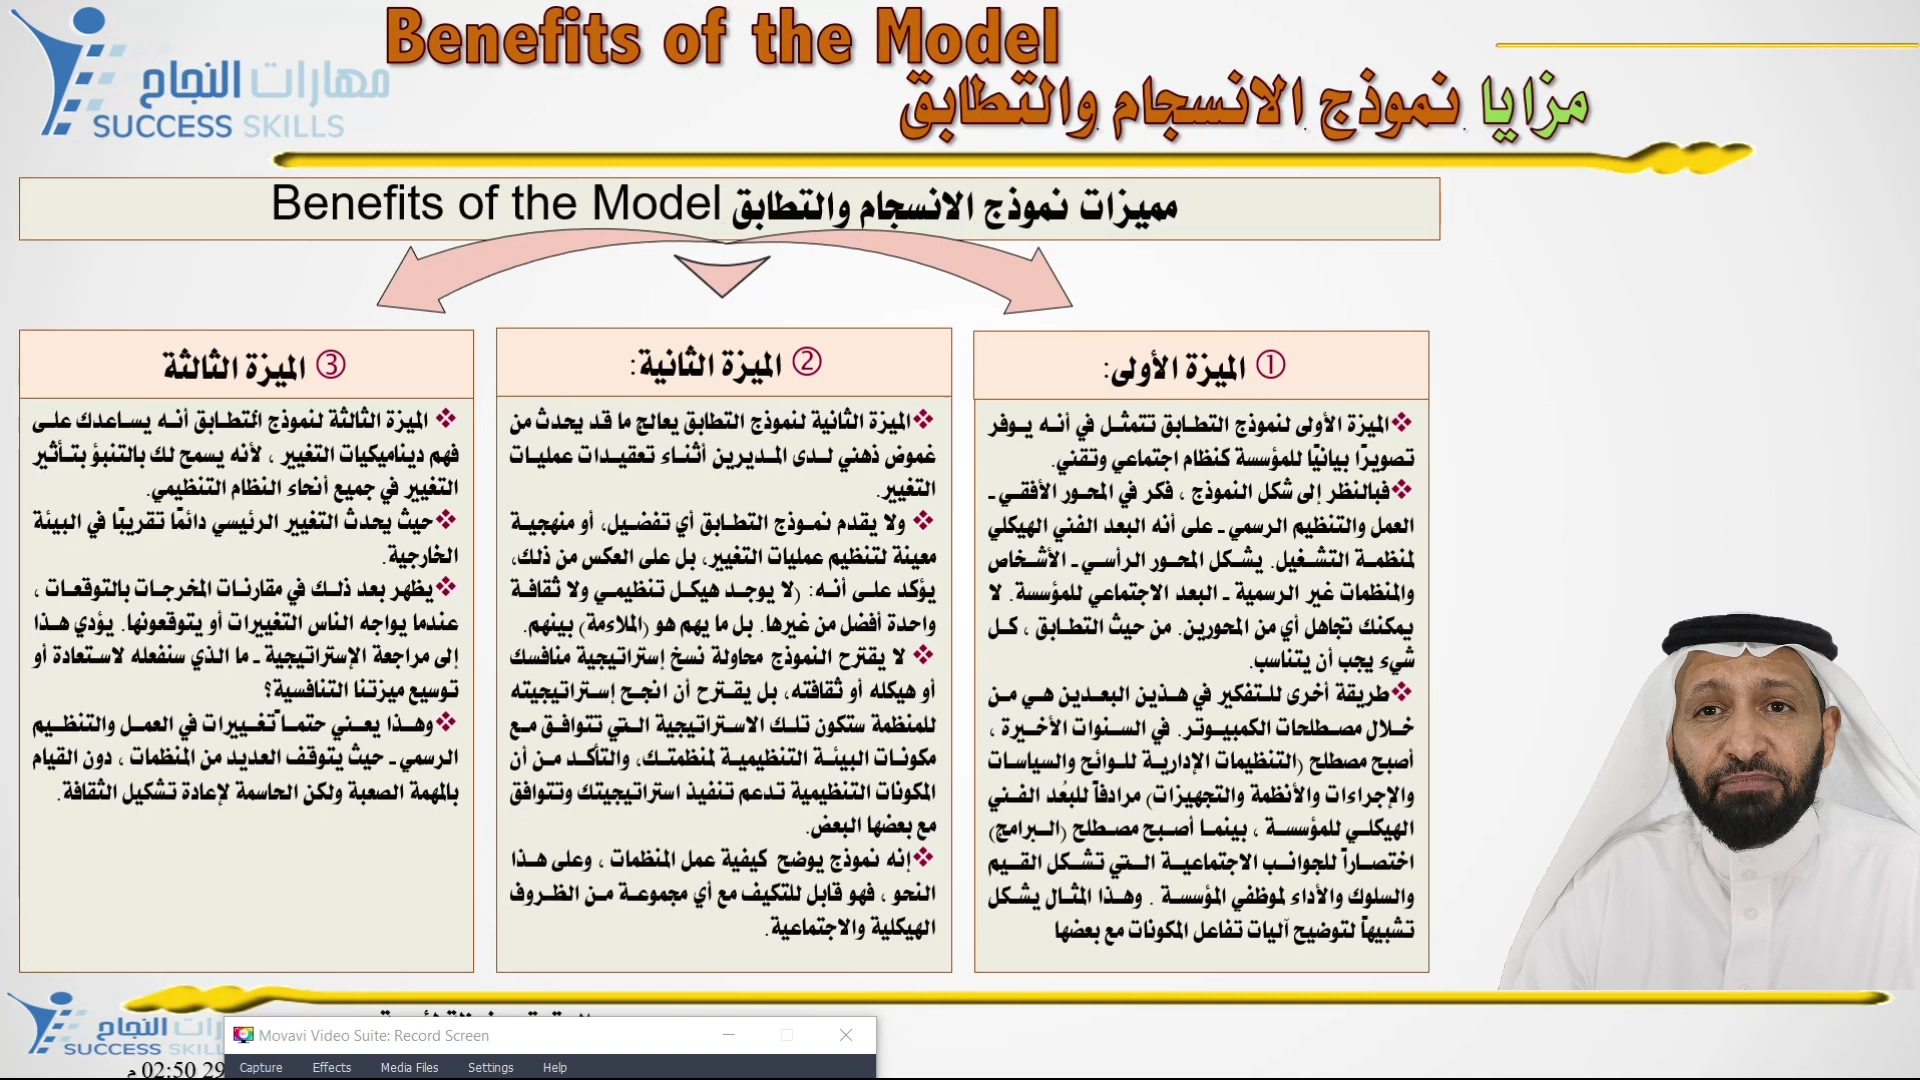 Benefits of the Model
مزايا نموذج الانسجام والتطابق
مهارات النجاح
SUCCESS SKILLS
مميزات نموذج الانسجام والتطابق Benefits of the Model
① الميزة الأولى:
❖الميزة الأولى لنموذج التطابق تتمثل في أنه يوفر
تصويرًا بيانيًا للمؤسسة كنظام اجتماعي وتقني.
❖فبالنظر إلى شكل النموذج ، فكر في المحور الأفقي ـ
العمل والتنظيم الرسمي ـ على أنه البعد الفني الهيكلي
لمنظمة التشغيل. يشكل المحور الرأسي ـ الأشخاص
والمنظمات غير الرسمية ـ البعد الاجتماعي للمؤسسة. لا
يمكنك تجاهل أي من المحورين. من حيث التطابق ، كل
شيء يجب أن يتناسب.
❖طريقة أخرى للتفكير في هذين البعدين هي من
خلال مصطلحات الكمبيوتر. في السنوات الأخيرة ،
أصبح مصطلح (التنظيمات الإدارية للوائح والسياسات
والإجراءات والأنظمة والتجهيزات) مرادفاً للبُعد الفني
الهيكلي للمؤسسة ، بينما أصبح مصطلح (البرامج)
اختصاراً للجوانب الاجتماعية التي تشكل القيم
والسلوك والأداء لموظفي المؤسسة . وهذا المثال يشكل
تشبيهاً لتوضيح آليات تفاعل المكونات مع بعضها
② الميزة الثانية:
❖الميزة الثانية لنموذج التطابق يعالج ما قد يحدث من
غموض ذهني لدى المديرين أثناء تعقيدات عمليات
التغيير.
❖ ولا يقدم نموذج التطابق أي تفضيل، أو منهجية
معينة لتنظيم عمليات التغيير، بل على العكس من ذلك،
يؤكد على أنه: (لا يوجد هيكل تنظيمي ولا ثقافة
واحدة أفضل من غيرها. بل ما يهم هو (الملاءمة) بينهم.
❖ لا يقترح النموذج محاولة نسخ إستراتيجية منافسك
أو هيكله أو ثقافته، بل يقترح أن انجح إستراتيجيته
للمنظمة ستكون تلك الاستراتيجية التي تتوافق مع
مكونات البيئة التنظيمية لمنظمتك، والتأكد من أن
المكونات التنظيمية تدعم تنفيذ استراتيجيتك وتتوافق
مع بعضها البعض.
❖إنه نموذج يوضح كيفية عمل المنظمات ، وعلى هذا
النحو ، فهو قابل للتكيف مع أي مجموعة من الظروف
الهيكلية والاجتماعية.
③ الميزة الثالثة
❖ الميزة الثالثة لنموذج التطابق أنه يساعدك على
فهم ديناميكيات التغيير ، لأنه يسمح لك بالتنبؤ بتأثير
التغيير في جميع أنحاء النظام التنظيمي.
❖حيث يحدث التغيير الرئيسي دائمًا تقريبًا في البيئة
الخارجية.
❖يظهر بعد ذلك في مقارنات المخرجات بالتوقعات ،
عندما يواجه الناس التغييرات أو يتوقعونها. يؤدي هذا
إلى مراجعة الإستراتيجية ـ ما الذي سنفعله لاستعادة أو
توسيع ميزتنا التنافسية؟
❖وهذا يعني حتماً تغييرات في العمل والتنظيم
الرسمي ـ حيث يتوقف العديد من المنظمات ، دون القيام
بالمهمة الصعبة ولكن الحاسمة لإعادة تشكيل الثقافة.
النجاح
SUCCESS
02:50 29 م
Movavi Video Suite: Record Screen
Capture Effects Media Files Settings Help